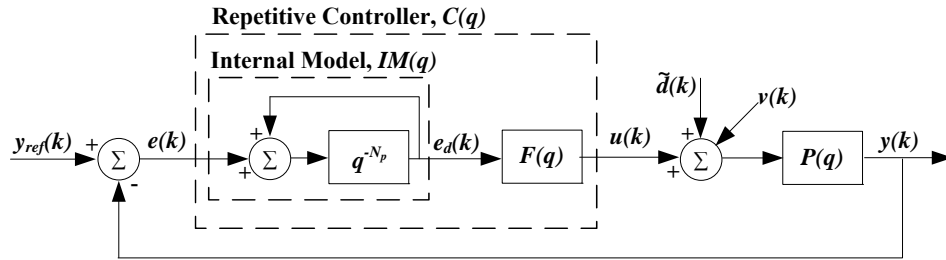 Repetitive Controller, C(q)
Internal Model, IM(q)
d̃(k)
v(k)
y_ref(k)
+
Σ
-
e(k)
+
+
Σ
q^{-N_p}
e_d(k)
F(q)
u(k)
+
+
Σ
P(q)
y(k)